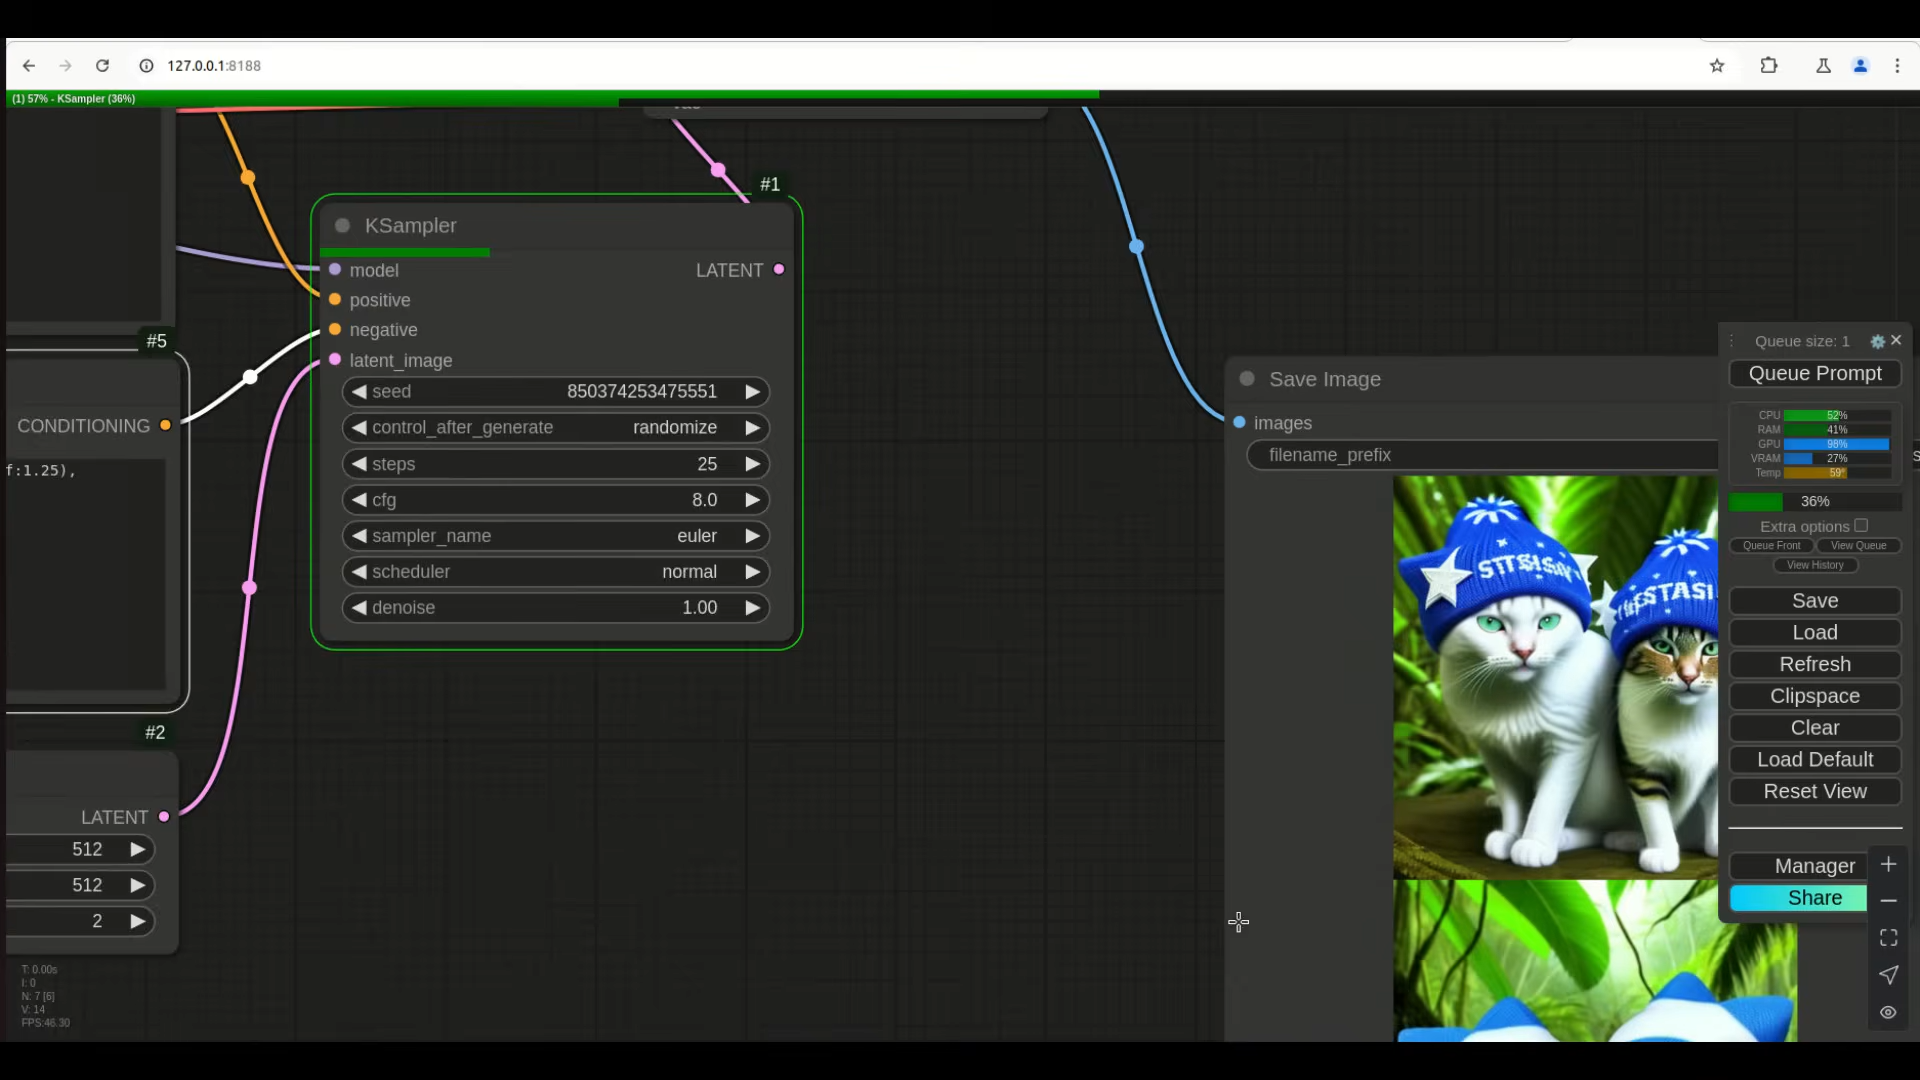 127.0.0.1:8188
(1) 57% - KSampler (36%)
#1
KSampler
model
LATENT
positive
negative
latent_image
seed 850374253475551
control_after_generate randomize
steps 25
cfg 8.0
sampler_name euler
scheduler normal
denoise 1.00
#5
CONDITIONING
f:1.25),
#2
LATENT
512
512
2
T: 0.00s
I: 0
N: 7 [6]
V: 14
FPS:46.30
Save Image
images
filename_prefix
Queue size: 1
Queue Prompt
CPU 52%
RAM 41%
GPU 98%
VRAM 27%
Temp 59°
36%
Extra options
Queue Front View Queue
View History
Save
Load
Refresh
Clipspace
Clear
Load Default
Reset View
Manager
Share